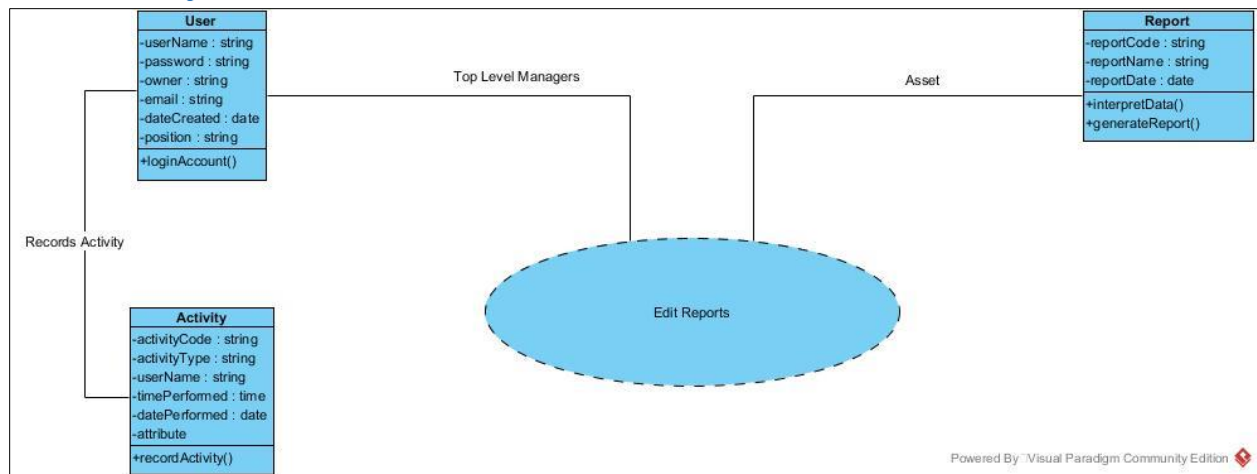 User
-userName : string
-password : string
-owner : string
-email : string
-dateCreated : date
-position : string
+loginAccount()
Top Level Managers
Asset
Report
-reportCode : string
-reportName : string
-reportDate : date
+interpretData()
+generateReport()
Records Activity
Edit Reports
Activity
-activityCode : string
-activityType : string
-userName : string
-timePerformed : time
-datePerformed : date
-attribute
+recordActivity()
Powered By Visual Paradigm Community Edition